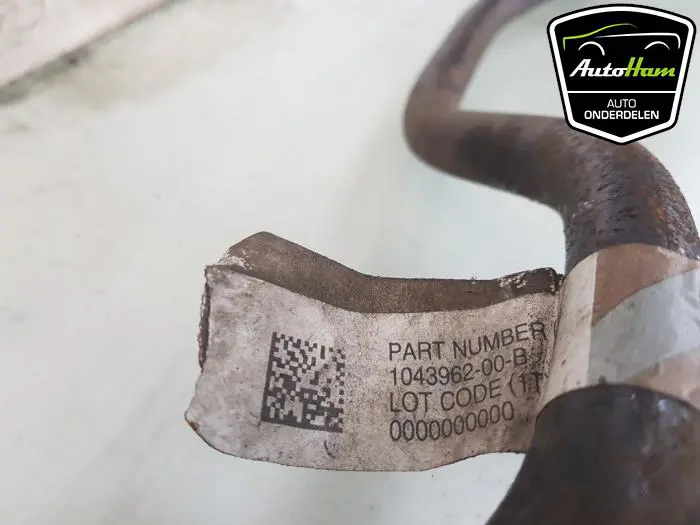 AutoHam
AUTO
ONDERDELEN
PART NUMBER
1043962-00-B
LOT CODE (1T
0000000000